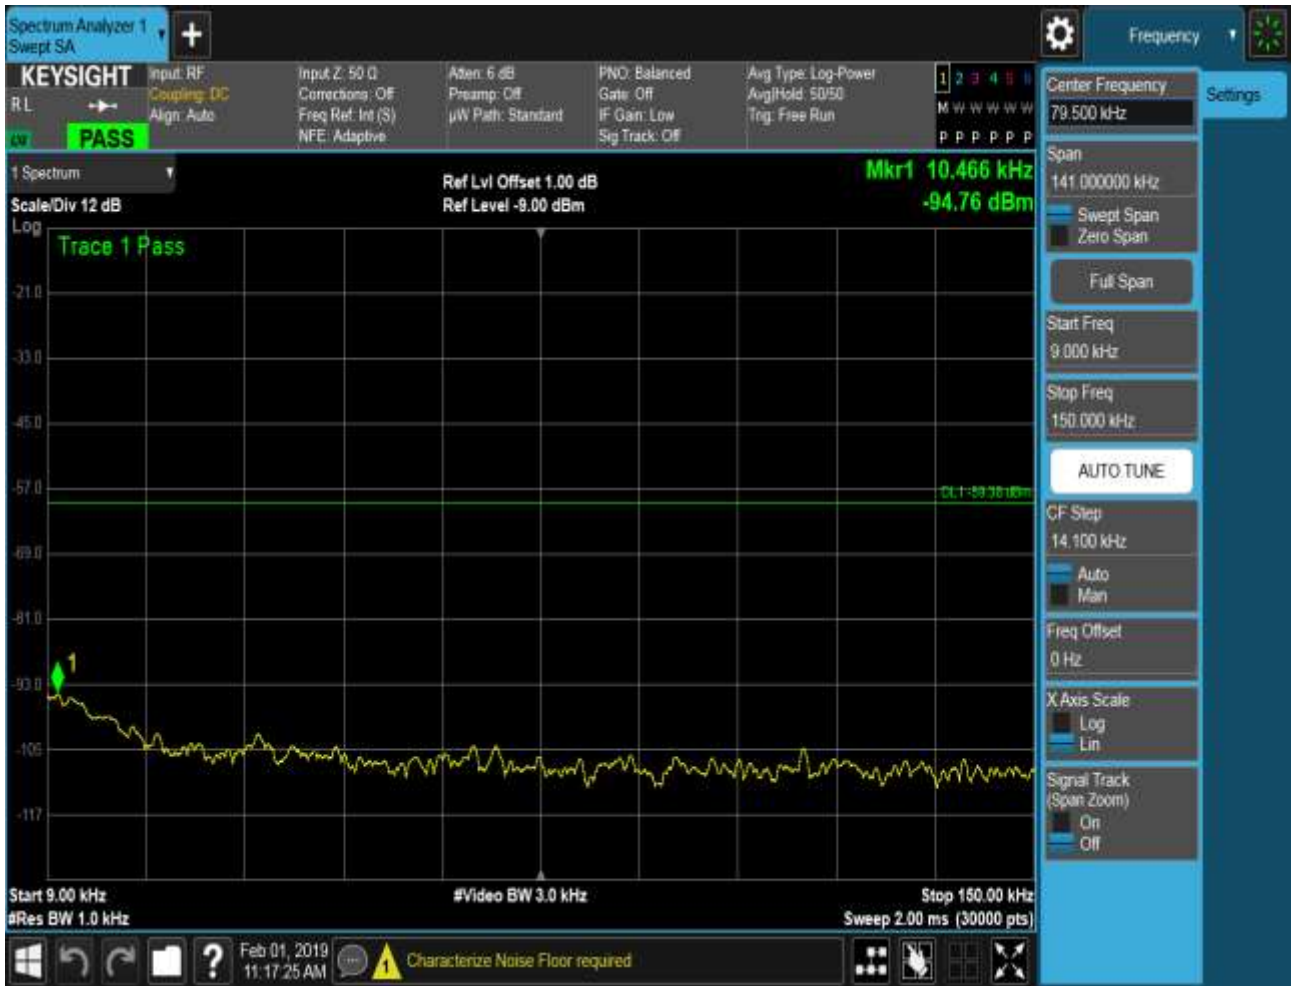 Spectrum Analyzer 1
Swept SA
+
Frequency
KEYSIGHT
R L
LXI
PASS
Input: RF
Coupling: DC
Align: Auto
Input Z: 50 Ω
Corrections: Off
Freq Ref: Int (S)
NFE: Adaptive
Atten: 6 dB
Preamp: Off
µW Path: Standard
PNO: Balanced
Gate: Off
IF Gain: Low
Sig Track: Off
Avg Type: Log-Power
Avg|Hold: 50/50
Trig: Free Run
1 2 3 4 5 6
M W W W W W
P P P P P P
1 Spectrum
Scale/Div 12 dB
Ref Lvl Offset 1.00 dB
Ref Level -9.00 dBm
Mkr1 10.466 kHz
-94.76 dBm
Log
Trace 1 Pass
-21.0
-33.0
-45.0
-57.0
DL1 -59.38 dBm
-69.0
-81.0
1
-93.0
-105
-117
Start 9.00 kHz
#Res BW 1.0 kHz
#Video BW 3.0 kHz
Stop 150.00 kHz
Sweep 2.00 ms (30000 pts)
Center Frequency
79.500 kHz
Settings
Span
141.000000 kHz
Swept Span
Zero Span
Full Span
Start Freq
9.000 kHz
Stop Freq
150.000 kHz
AUTO TUNE
CF Step
14.100 kHz
Auto
Man
Freq Offset
0 Hz
X Axis Scale
Log
Lin
Signal Track
(Span Zoom)
On
Off
?
Feb 01, 2019
11:17:25 AM
1
Characterize Noise Floor required